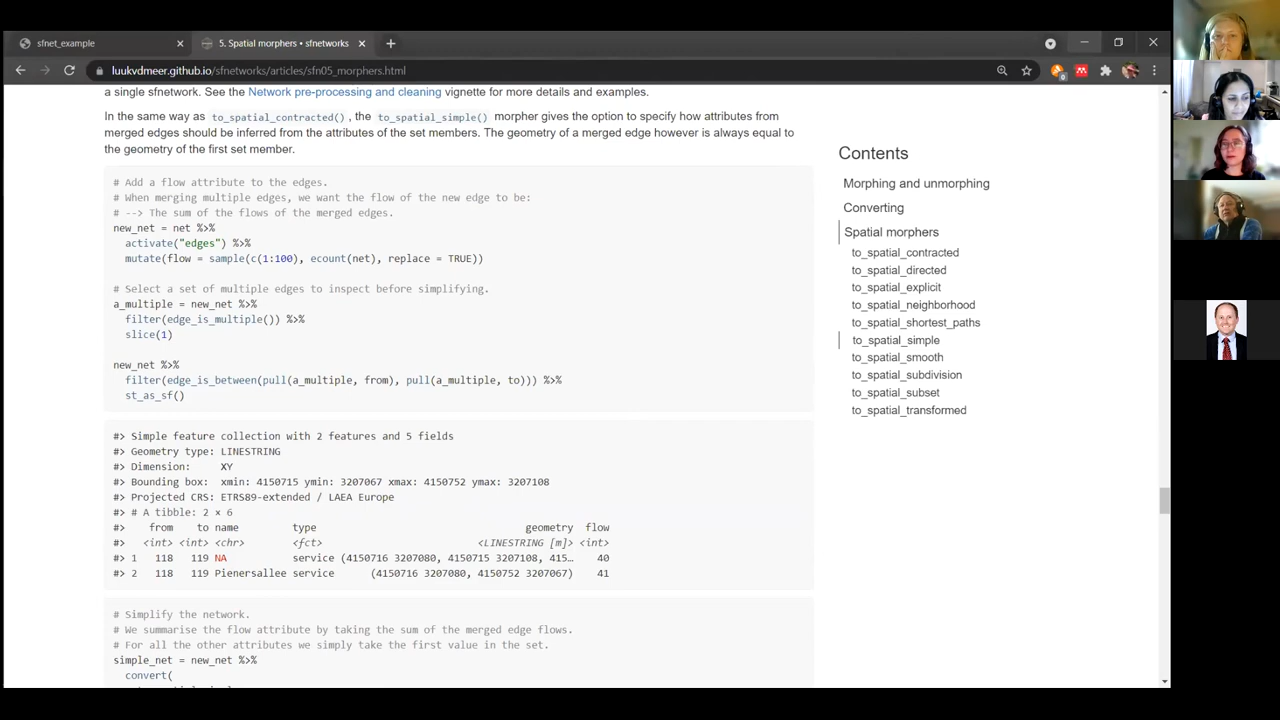 sfnet_example
5. Spatial morphers • sfnetworks
luukvdmeer.github.io/sfnetworks/articles/sfn05_morphers.html
a single sfnetwork. See the Network pre-processing and cleaning vignette for more details and examples.
In the same way as to_spatial_contracted(), the to_spatial_simple() morpher gives the option to specify how attributes from
merged edges should be inferred from the attributes of the set members. The geometry of a merged edge however is always equal to
the geometry of the first set member.
# Add a flow attribute to the edges.
# When merging multiple edges, we want the flow of the new edge to be:
# --> The sum of the flows of the merged edges.
new_net = net %>%
activate("edges") %>%
mutate(flow = sample(c(1:100), ecount(net), replace = TRUE))
# Select a set of multiple edges to inspect before simplifying.
a_multiple = new_net %>%
filter(edge_is_multiple()) %>%
slice(1)
new_net %>%
filter(edge_is_between(pull(a_multiple, from), pull(a_multiple, to))) %>%
st_as_sf()
#> Simple feature collection with 2 features and 5 fields
#> Geometry type: LINESTRING
#> Dimension: XY
#> Bounding box: xmin: 4150715 ymin: 3207067 xmax: 4150752 ymax: 3207108
#> Projected CRS: ETRS89-extended / LAEA Europe
#> # A tibble: 2 × 6
#> from to name type geometry flow
#> <int> <int> <chr> <fct> <LINESTRING [m]> <int>
#> 1 118 119 NA service (4150716 3207080, 4150715 3207108, 415… 40
#> 2 118 119 Pienersallee service (4150716 3207080, 4150752 3207067) 41
# Simplify the network.
# We summarise the flow attribute by taking the sum of the merged edge flows.
# For all the other attributes we simply take the first value in the set.
simple_net = new_net %>%
convert(
Contents
Morphing and unmorphing
Converting
Spatial morphers
to_spatial_contracted
to_spatial_directed
to_spatial_explicit
to_spatial_neighborhood
to_spatial_shortest_paths
to_spatial_simple
to_spatial_smooth
to_spatial_subdivision
to_spatial_subset
to_spatial_transformed